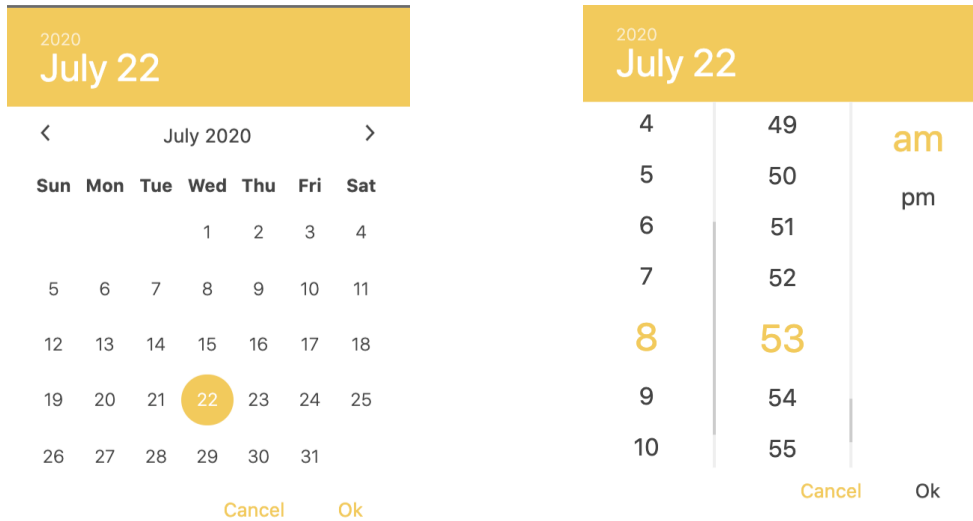 2020
July 22
July 2020
Sun Mon Tue Wed Thu Fri Sat
1 2 3 4
5 6 7 8 9 10 11
12 13 14 15 16 17 18
19 20 21 22 23 24 25
26 27 28 29 30 31
Cancel Ok
2020
July 22
4 49 am
5 50 pm
6 51
7 52
8 53
9 54
10 55
Cancel Ok